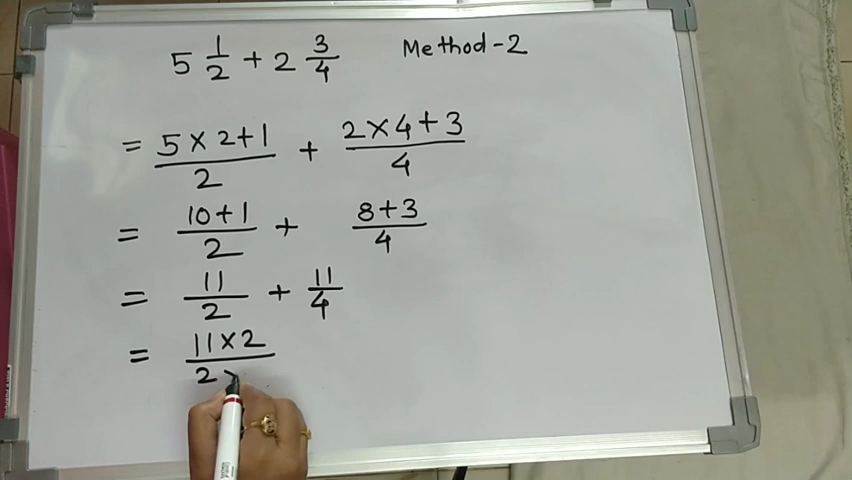 5 1/2 + 2 3/4 Method-2
= 5 × 2+1/2 + 2 × 4+3/4
= 10+1/2 + 8+3/4
= 11/2 + 11/4
= 11×2/2